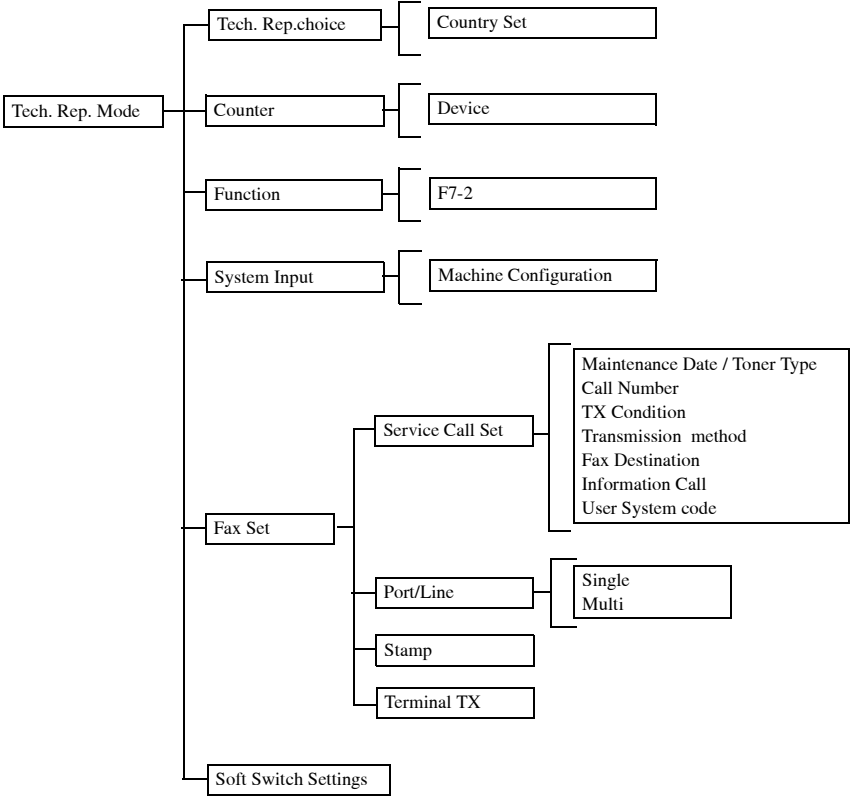 Tech. Rep. Mode
Tech. Rep.choice
Country Set
Counter
Device
Function
F7-2
System Input
Machine Configuration
Fax Set
Service Call Set
Maintenance Date / Toner Type
Call Number
TX Condition
Transmission  method
Fax Destination
Information Call
User System code
Port/Line
Single
Multi
Stamp
Terminal TX
Soft Switch Settings